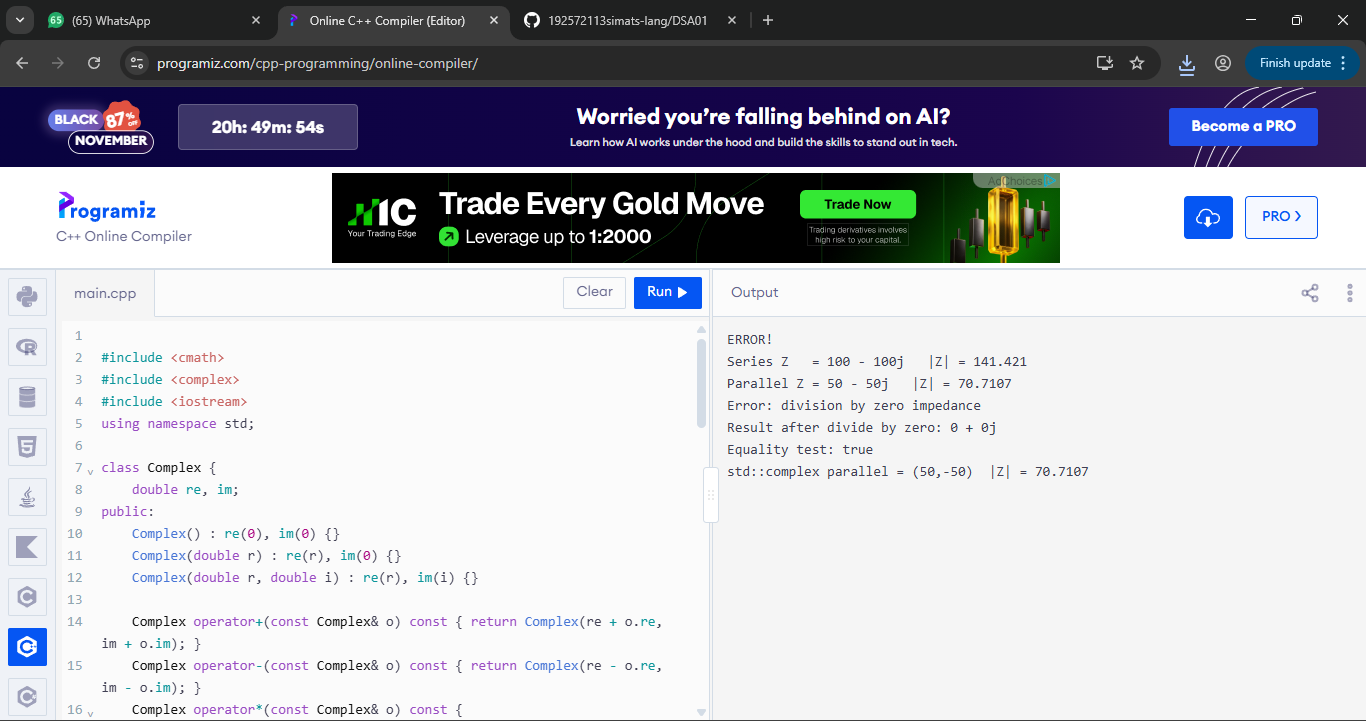 65
(65) WhatsApp
Online C++ Compiler (Editor)
192572113simats-lang/DSA01
programiz.com/cpp-programming/online-compiler/
Finish update
BLACK 87% OFF
NOVEMBER
20h: 49m: 54s
Worried you're falling behind on AI?
Learn how AI works under the hood and build the skills to stand out in tech.
Become a PRO
Programiz
C++ Online Compiler
IC
Your Trading Edge
Trade Every Gold Move
Leverage up to 1:2000
Trade Now
Trading derivatives involves
high risk to your capital.
AdChoices
PRO >
main.cpp
Clear
Run
Output
1
2 #include <cmath>
3 #include <complex>
4 #include <iostream>
5 using namespace std;
6
7 class Complex {
8 double re, im;
9 public:
10 Complex() : re(0), im(0) {}
11 Complex(double r) : re(r), im(0) {}
12 Complex(double r, double i) : re(r), im(i) {}
13
14 Complex operator+(const Complex& o) const { return Complex(re + o.re,
im + o.im); }
15 Complex operator-(const Complex& o) const { return Complex(re - o.re,
im - o.im); }
16 Complex operator*(const Complex& o) const {
ERROR!
Series Z   = 100 - 100j   |Z| = 141.421
Parallel Z = 50 - 50j   |Z| = 70.7107
Error: division by zero impedance
Result after divide by zero: 0 + 0j
Equality test: true
std::complex parallel = (50,-50)  |Z| = 70.7107